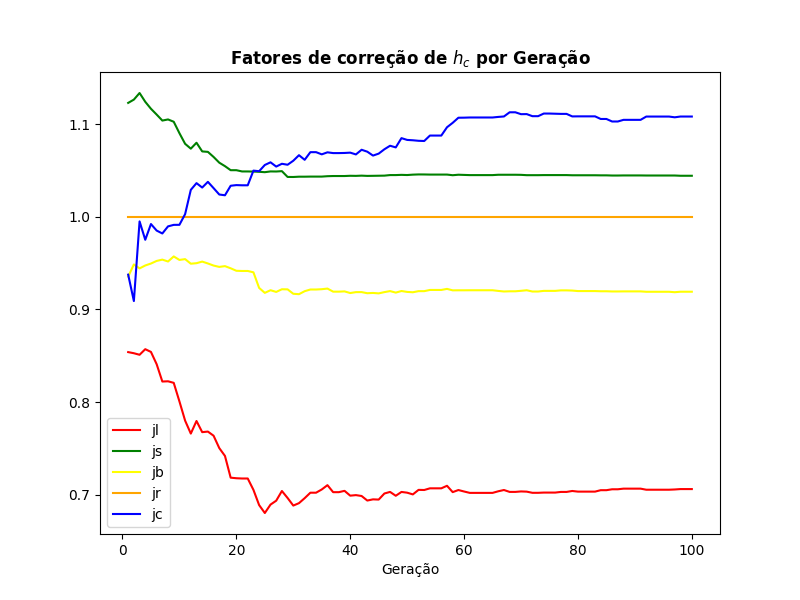 Fatores de correção de h_c por Geração
1.1
1.0
0.9
0.8
0.7
jl
js
jb
jr
jc
0 20 40 60 80 100
Geração